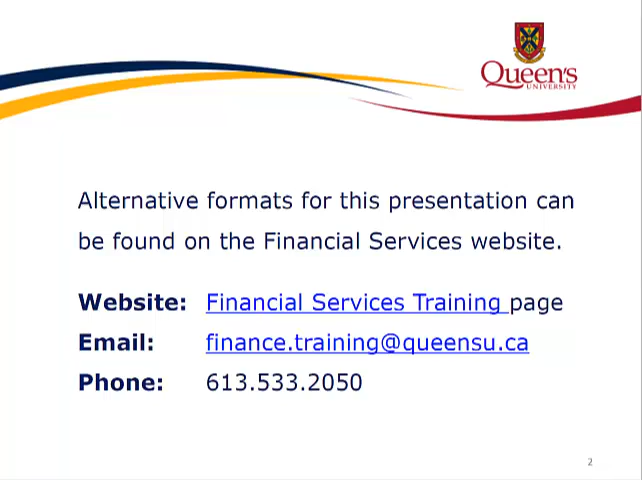 Queen's
UNIVERSITY
Alternative formats for this presentation can
be found on the Financial Services website.
Website: Financial Services Training page
Email: finance.training@queensu.ca
Phone: 613.533.2050
2